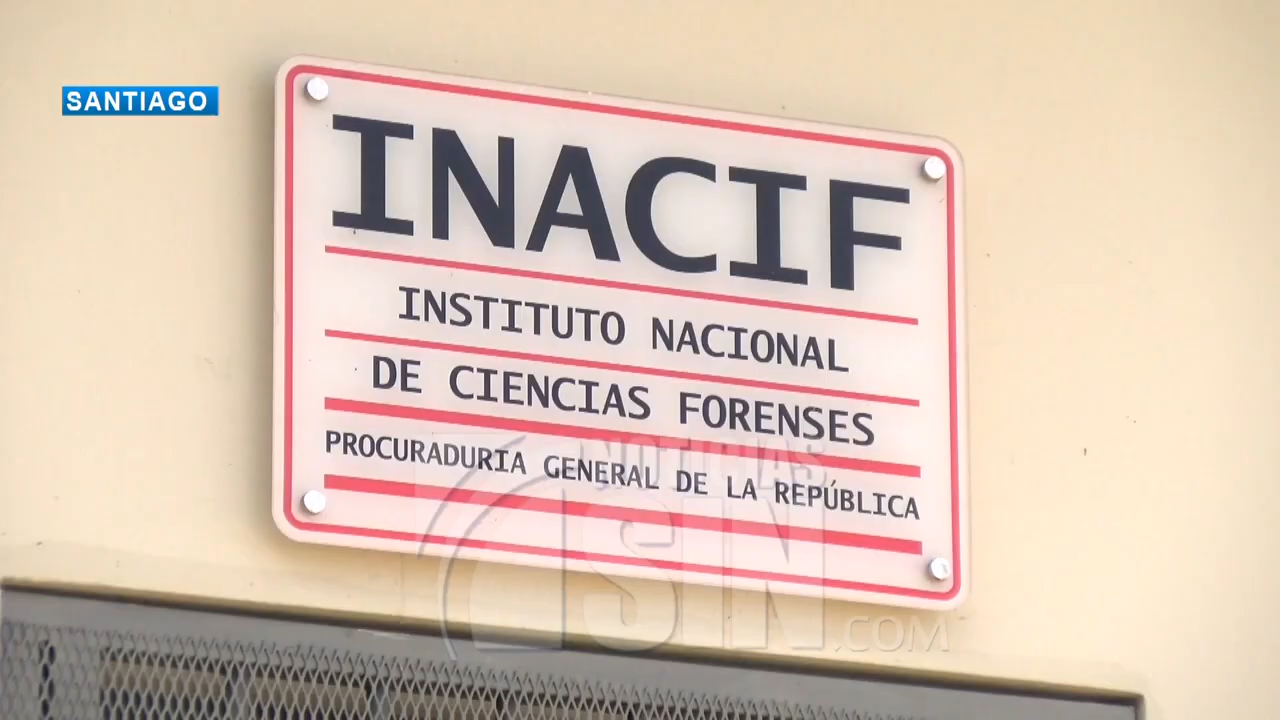 SANTIAGO
INACIF
INSTITUTO NACIONAL
DE CIENCIAS FORENSES
PROCURADURIA GENERAL DE LA REPÚBLICA
NOTICIAS
SIN
.COM